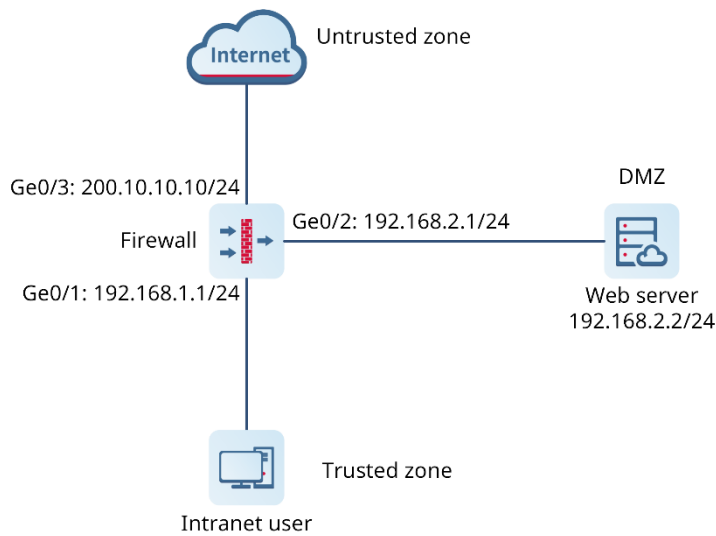 Internet
Untrusted zone
Ge0/3: 200.10.10.10/24
DMZ
Ge0/2: 192.168.2.1/24
Firewall
Ge0/1: 192.168.1.1/24
Web server
192.168.2.2/24
Trusted zone
Intranet user